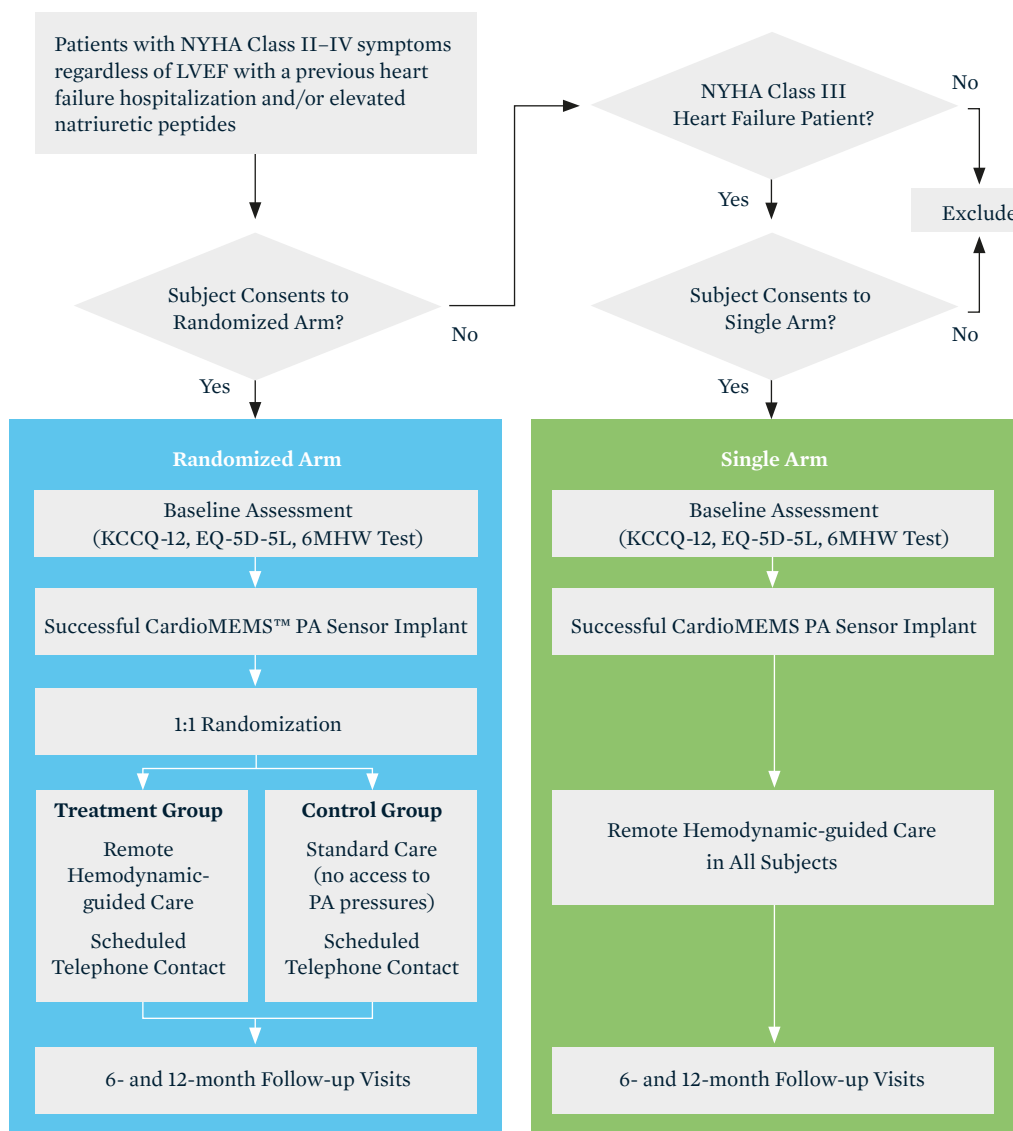 Patients with NYHA Class II–IV symptoms
regardless of LVEF with a previous heart
failure hospitalization and/or elevated
natriuretic peptides
Subject Consents to
Randomized Arm?
No
Yes
NYHA Class III
Heart Failure Patient?
No
Yes
Exclude
Subject Consents to
Single Arm?
No
Yes
Randomized Arm
Baseline Assessment
(KCCQ-12, EQ-5D-5L, 6MHW Test)
Successful CardioMEMS™ PA Sensor Implant
1:1 Randomization
Treatment Group
Remote
Hemodynamic-
guided Care
Scheduled
Telephone Contact
Control Group
Standard Care
(no access to
PA pressures)
Scheduled
Telephone Contact
6- and 12-month Follow-up Visits
Single Arm
Baseline Assessment
(KCCQ-12, EQ-5D-5L, 6MHW Test)
Successful CardioMEMS PA Sensor Implant
Remote Hemodynamic-guided Care
in All Subjects
6- and 12-month Follow-up Visits